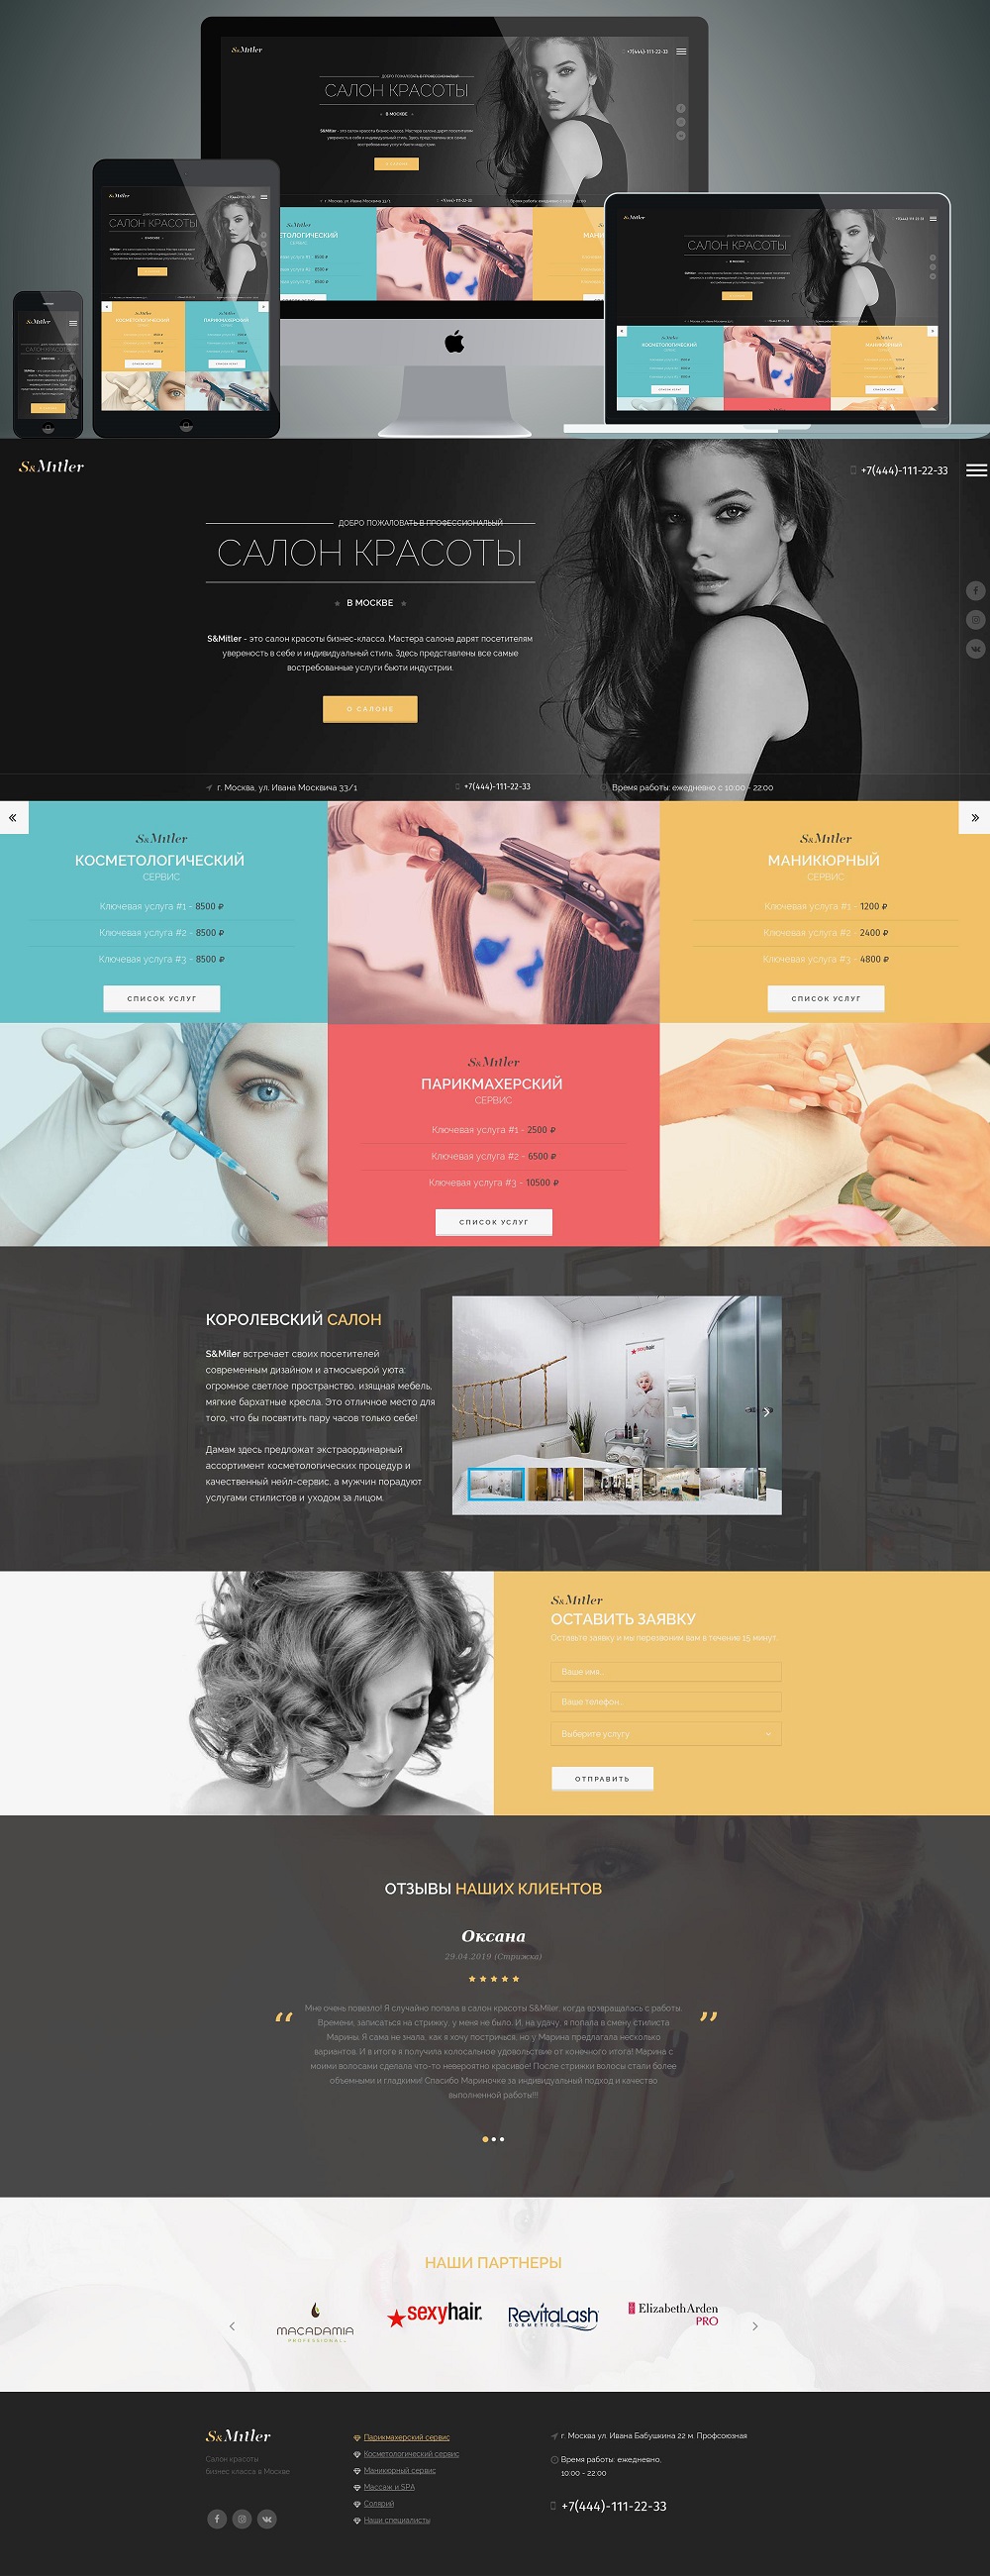 S&Mitler
+7(444)-111-22-33
ДОБРО ПОЖАЛОВАТЬ В ПРОФЕССИОНАЛЬЫЙ
САЛОН КРАСОТЫ
В МОСКВЕ
S&Mitler - это салон красоты бизнес-класса. Мастера салона дарят посетителям
увереность в себе и индивидуальный стиль. Здесь представлены все самые
востребованные услуги бьюти индустрии.
О САЛОНЕ
г. Москва, ул. Ивана Москвича 33/1
+7(444)-111-22-33
Время работы: ежедневно с 10:00 - 22:00
S&Mitler
КОСМЕТОЛОГИЧЕСКИЙ
СЕРВИС
Ключевая услуга #1 - 8500 ₽
Ключевая услуга #2 - 8500 ₽
Ключевая услуга #3 - 8500 ₽
СПИСОК УСЛУГ
S&Mitler
МАНИКЮРНЫЙ
СЕРВИС
Ключевая услуга #1 - 1200 ₽
Ключевая услуга #2 - 2400 ₽
Ключевая услуга #3 - 4800 ₽
СПИСОК УСЛУГ
S&Mitler
ПАРИКМАХЕРСКИЙ
СЕРВИС
Ключевая услуга #1 - 2500 ₽
Ключевая услуга #2 - 6500 ₽
Ключевая услуга #3 - 10500 ₽
СПИСОК УСЛУГ
КОРОЛЕВСКИЙ САЛОН
S&Miler встречает своих посетителей
современным дизайном и атмосыерой уюта:
огромное светлое пространство, изящная мебель,
мягкие бархатные кресла. Это отличное место для
того, что бы посвятить пару часов только себе!
Дамам здесь предложат экстраординарный
ассортимент косметологических процедур и
качественный нейл-сервис, а мужчин порадуют
услугами стилистов и уходом за лицом.
sexyhair
S&Mitler
ОСТАВИТЬ ЗАЯВКУ
Оставьте заявку и мы перезвоним вам в течение 15 минут.
Ваше имя...
Ваше телефон...
Выберите услугу
ОТПРАВИТЬ
ОТЗЫВЫ НАШИХ КЛИЕНТОВ
Оксана
29.04.2019 (Стрижка)
Мне очень повезло! Я случайно попала в салон красоты S&Miler, когда возвращалась с работы.
Времени, записаться на стрижку, у меня не было. И, на удачу, я попала в смену стилиста
Марины. Я сама не знала, как я хочу постричься, но у Марина предлагала несколько
вариантов. И в итоге я получила колосальное удовольствие от конечного итога! Марина с
моими волосами сделала что-то невероятно красивое! После стрижки волосы стали более
объемными и гладкими! Спасибо Мариночке за индивидуальный подход и качество
выполненной работы!!!
НАШИ ПАРТНЕРЫ
MACADAMIA
PROFESSIONAL
sexyhair.
RevitaLash
COSMETICS
Elizabeth Arden
PRO
S&Mitler
Салон красоты
бизнес класса в Москве
Парикмахерский сервис
Косметологический сервис
Маникюрный сервис
Массаж и SPA
Солярий
Наши специалисты
г. Москва ул. Ивана Бабушкина 22 м. Профсоюзная
Время работы: ежедневно,
10:00 - 22:00
+7(444)-111-22-33